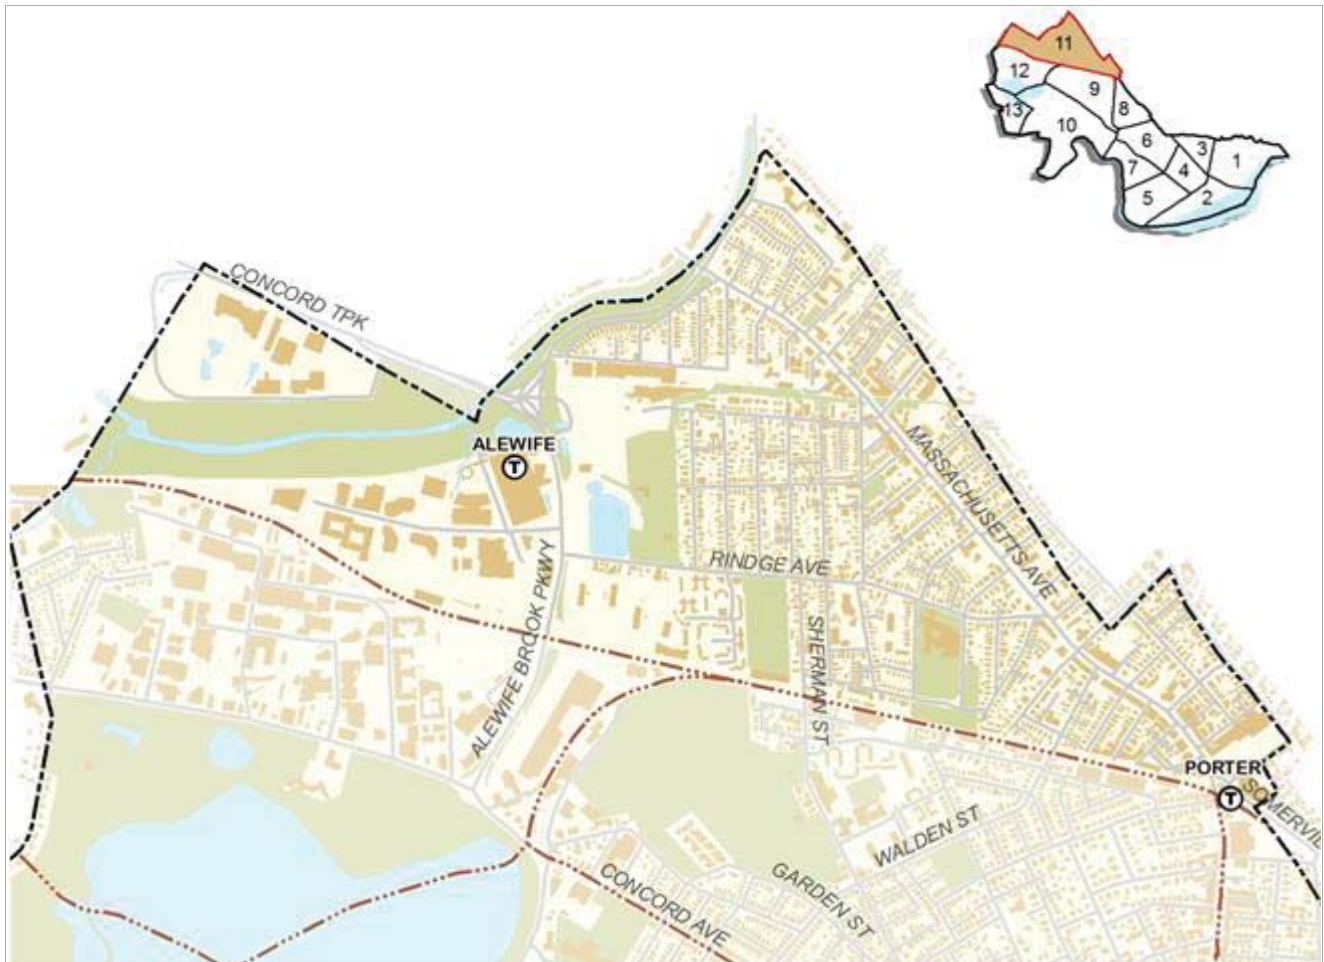 11
12
9
8
13
10
6
3
1
7
4
5
2
CONCORD TPK
ALEWIFE
T
MASSACHUSETTS AVE
RINDGE AVE
ALEWIFE BROOK PKWY
SHERMAN ST
PORTER
T
SOMERVIL
WALDEN ST
GARDEN ST
CONCORD AVE